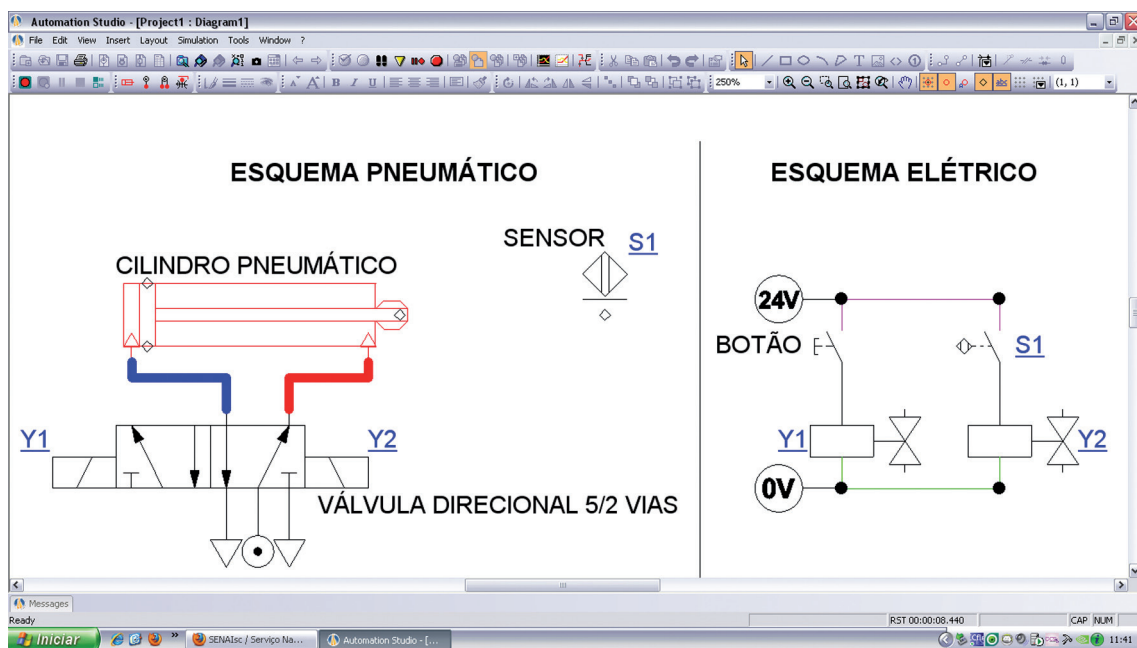 Automation Studio - [Project1 : Diagram1]
File Edit View Insert Layout Simulation Tools Window ?
250%
(1, 1)
ESQUEMA PNEUMÁTICO
ESQUEMA ELÉTRICO
SENSOR S1
CILINDRO PNEUMÁTICO
24V
BOTÃO
S1
Y1
Y2
Y1
Y2
0V
VÁLVULA DIRECIONAL 5/2 VIAS
Messages
Ready
RST 00:00:08.440
CAP NUM
Iniciar
SENAIsc / Serviço Na...
Automation Studio - [...
11:41